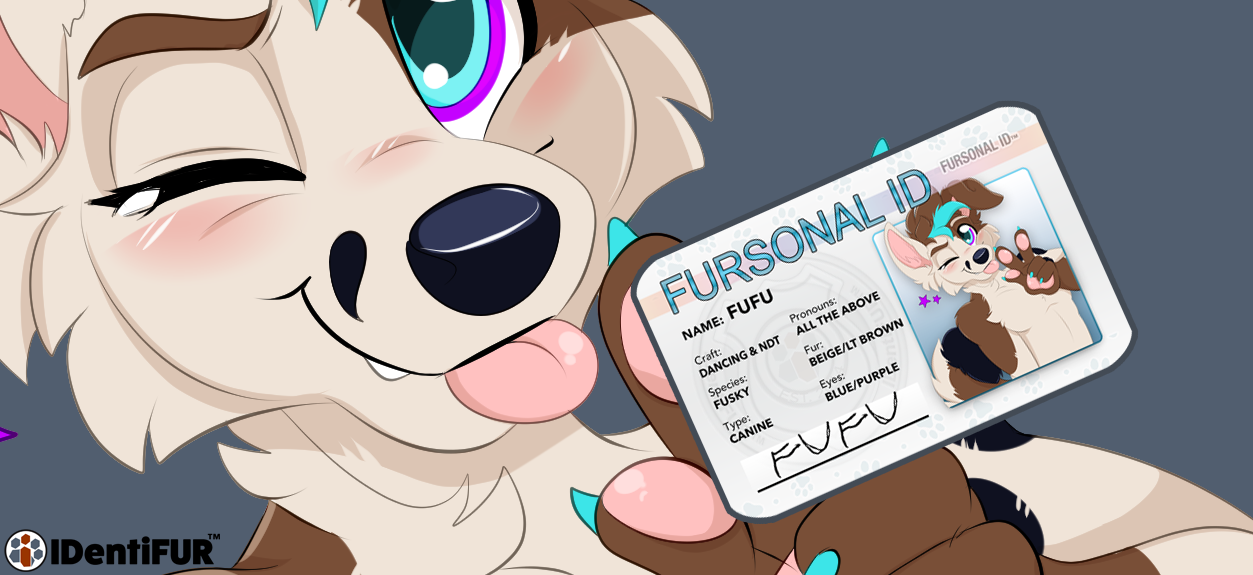 FURSONAL ID™
FURSONAL ID
NAME: FUFU
Craft:
DANCING & NDT
Species:
FUSKY
Type:
CANINE
Pronouns:
ALL THE ABOVE
Fur:
BEIGE/LT BROWN
Eyes:
BLUE/PURPLE
FUFU
IDentiFUR™